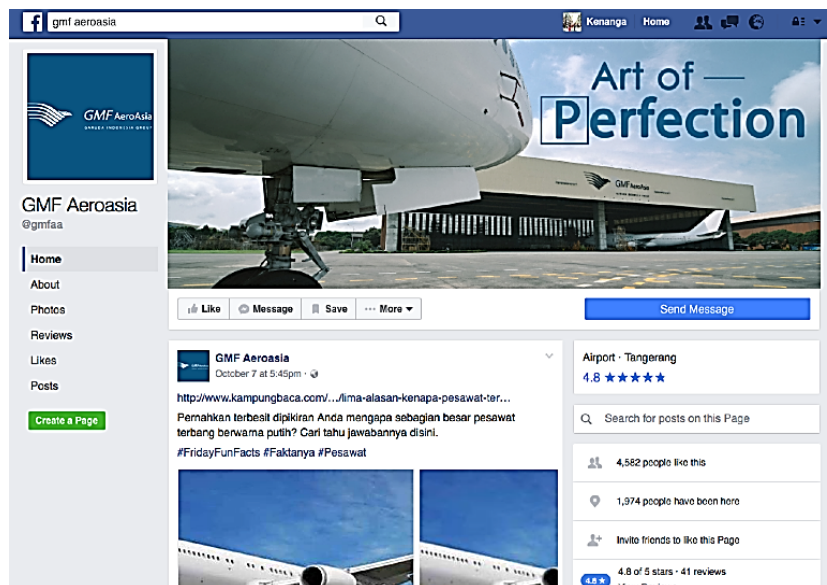 gmf aeroasia
Kenanga Home
Art of
Perfection
GMF AeroAsia
GARUDA INDONESIA GROUP
GMF AeroAsia
GMF Aeroasia
@gmfaa
Home
About
Photos
Reviews
Likes
Posts
Create a Page
Like Message Save More
Send Message
GMF Aeroasia
October 7 at 5:45pm ·
http://www.kampungbaca.com/.../lima-alasan-kenapa-pesawat-ter...
Pernahkan terbesit dipikiran Anda mengapa sebagian besar pesawat
terbang berwarna putih? Cari tahu jawabannya disini.
#FridayFunFacts #Faktanya #Pesawat
Airport · Tangerang
4.8 ★★★★★
Search for posts on this Page
4,582 people like this
1,974 people have been here
Invite friends to like this Page
4.8 ★
4.8 of 5 stars · 41 reviews